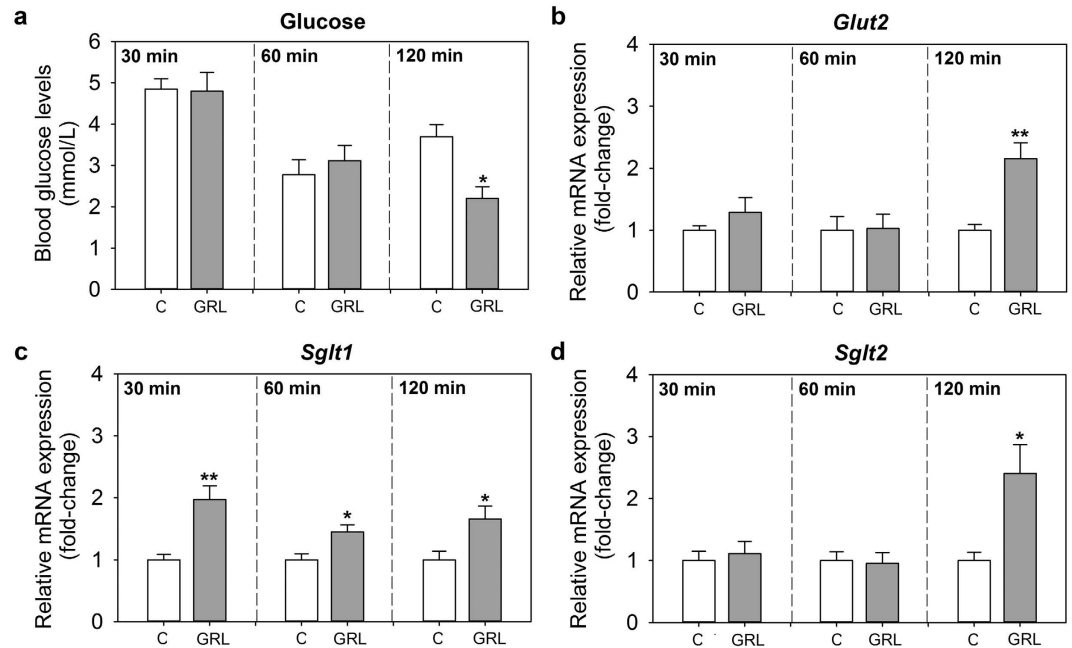 a
Glucose
Blood glucose levels
(mmol/L)
6
5
4
3
2
1
0
30 min
60 min
120 min
*
C
GRL
C
GRL
C
GRL
b
Glut2
Relative mRNA expression
(fold-change)
4
3
2
1
0
30 min
60 min
120 min
**
C
GRL
C
GRL
C
GRL
c
Sglt1
Relative mRNA expression
(fold-change)
4
3
2
1
0
30 min
60 min
120 min
**
*
*
C
GRL
C
GRL
C
GRL
d
Sglt2
Relative mRNA expression
(fold-change)
4
3
2
1
0
30 min
60 min
120 min
*
C
GRL
C
GRL
C
GRL